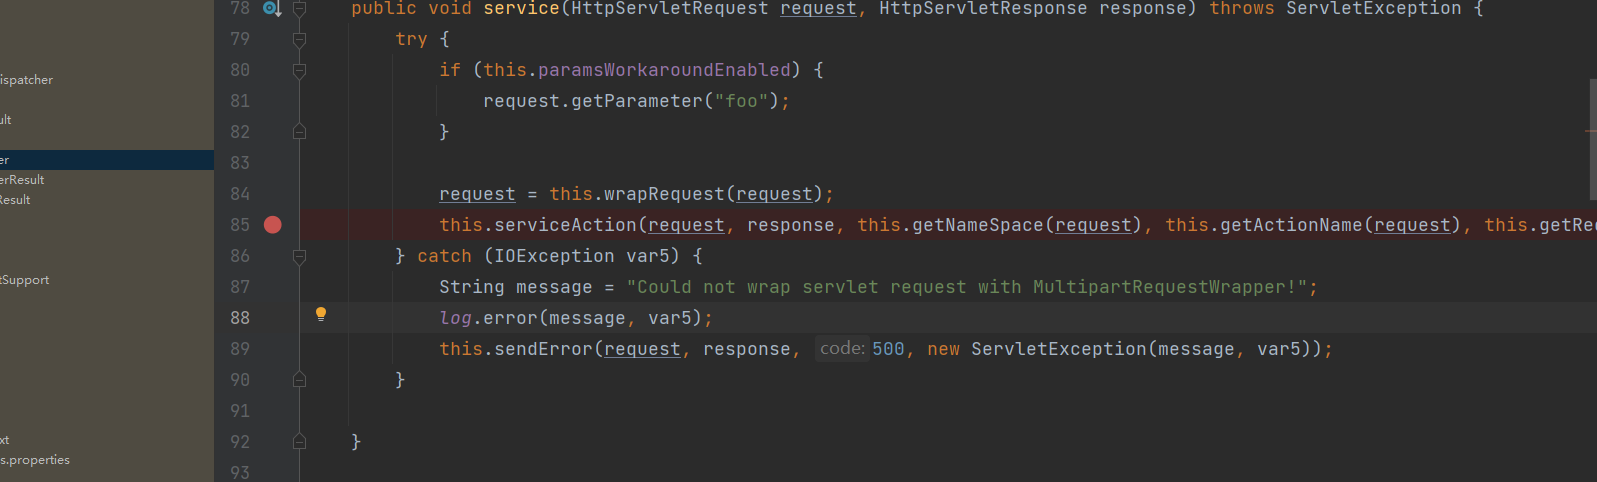 ispatcher
ult
er
erResult
Result
tSupport
xt
s.properties
78 public void service(HttpServletRequest request, HttpServletResponse response) throws ServletException {
79 try {
80 if (this.paramsWorkaroundEnabled) {
81 request.getParameter("foo");
82 }
83
84 request = this.wrapRequest(request);
85 this.serviceAction(request, response, this.getNameSpace(request), this.getActionName(request), this.getRe
86 } catch (IOException var5) {
87 String message = "Could not wrap servlet request with MultipartRequestWrapper!";
88 log.error(message, var5);
89 this.sendError(request, response, code: 500, new ServletException(message, var5));
90 }
91
92 }
93